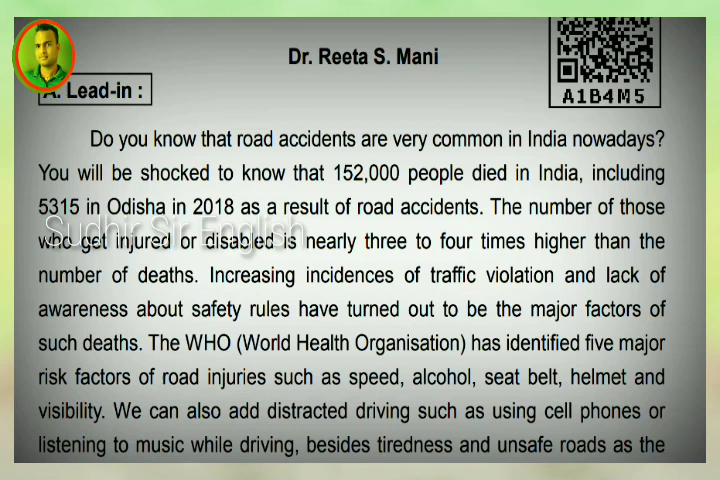 Dr. Reeta S. Mani
A1B4M5
A. Lead-in :
Do you know that road accidents are very common in India nowadays?
You will be shocked to know that 152,000 people died in India, including
5315 in Odisha in 2018 as a result of road accidents. The number of those
Sudhir Sir English
who get injured or disabled is nearly three to four times higher than the
number of deaths. Increasing incidences of traffic violation and lack of
awareness about safety rules have turned out to be the major factors of
such deaths. The WHO (World Health Organisation) has identified five major
risk factors of road injuries such as speed, alcohol, seat belt, helmet and
visibility. We can also add distracted driving such as using cell phones or
listening to music while driving, besides tiredness and unsafe roads as the